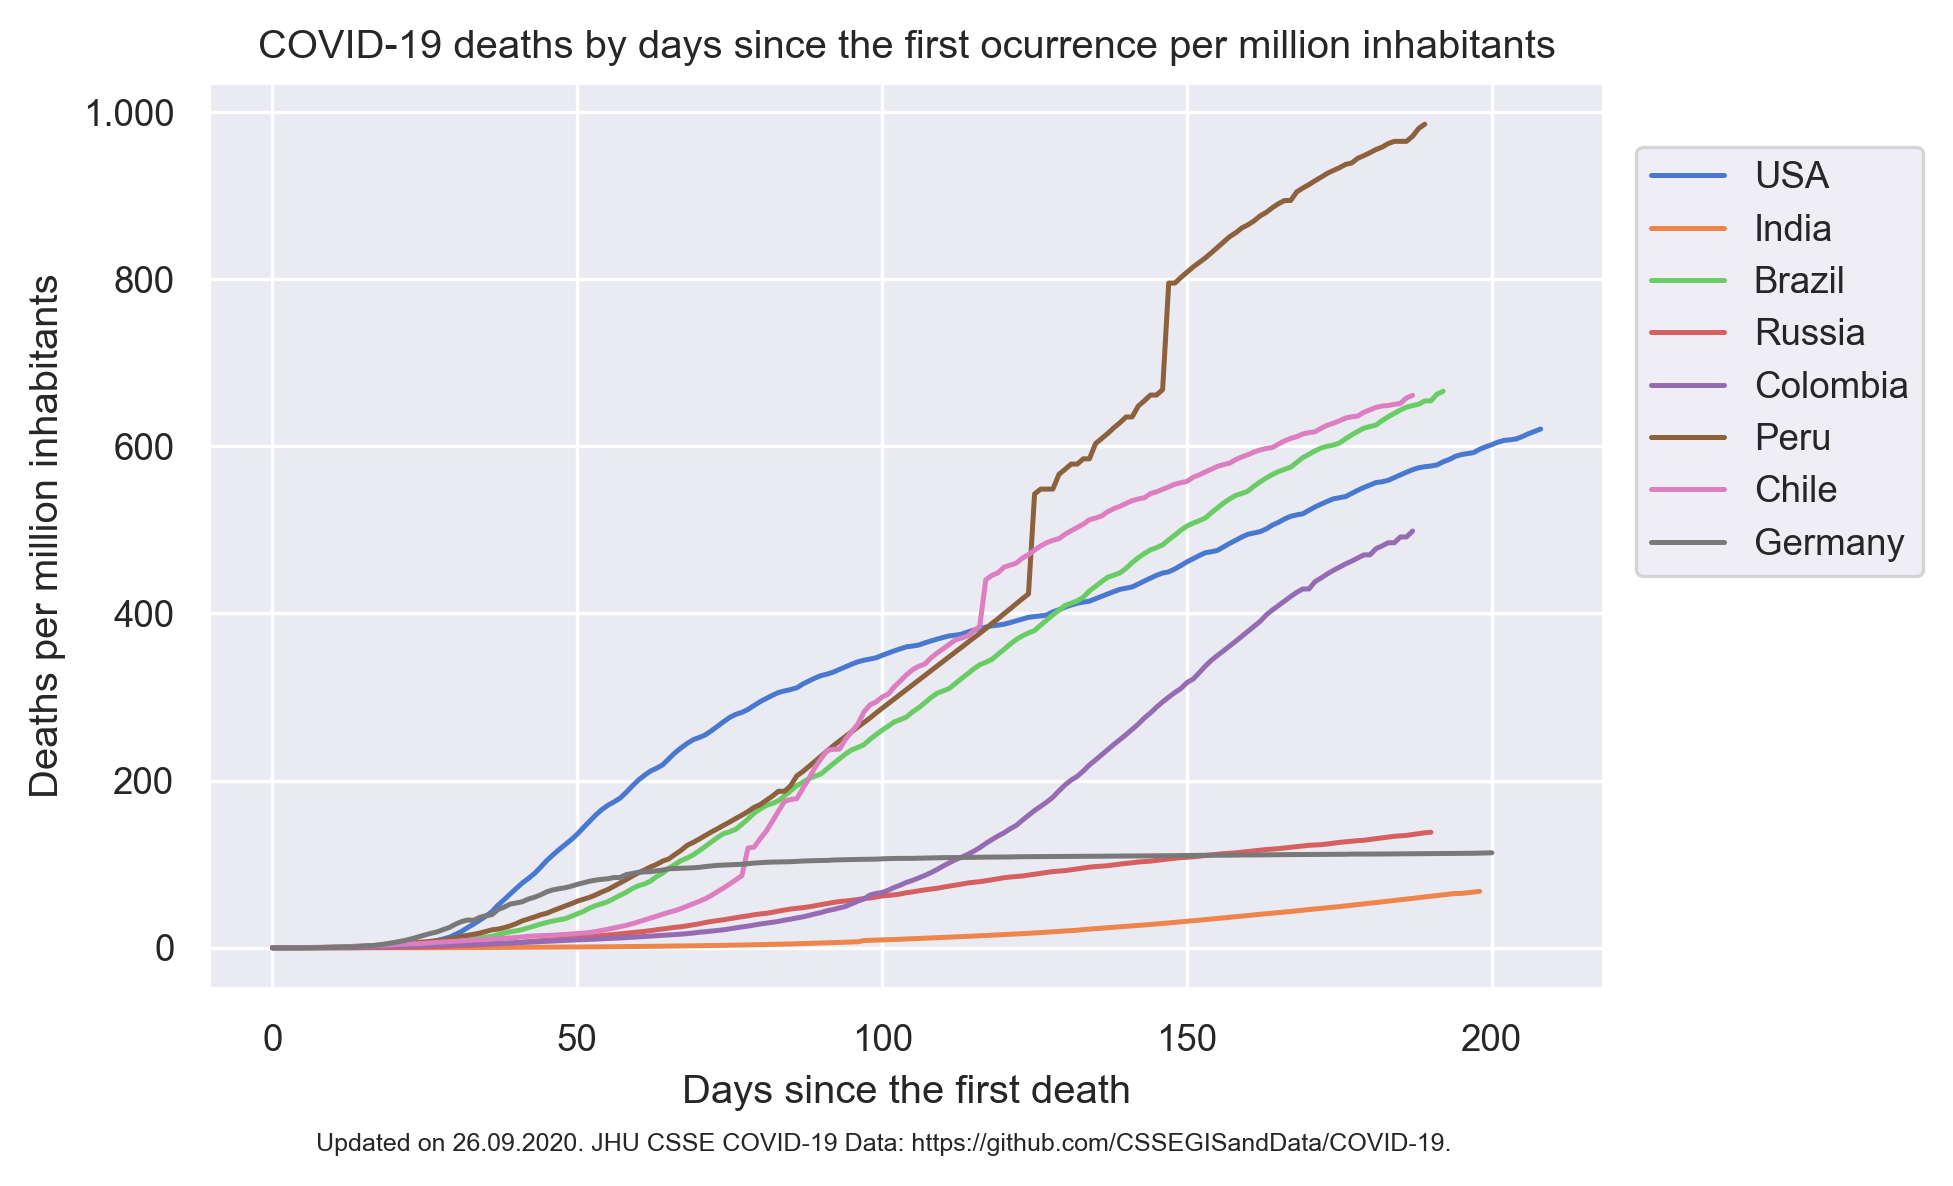 COVID-19 deaths by days since the first ocurrence per million inhabitants
1.000
800
600
400
200
0
Deaths per million inhabitants
0 50 100 150 200
Days since the first death
USA
India
Brazil
Russia
Colombia
Peru
Chile
Germany
Updated on 26.09.2020. JHU CSSE COVID-19 Data: https://github.com/CSSEGISandData/COVID-19.